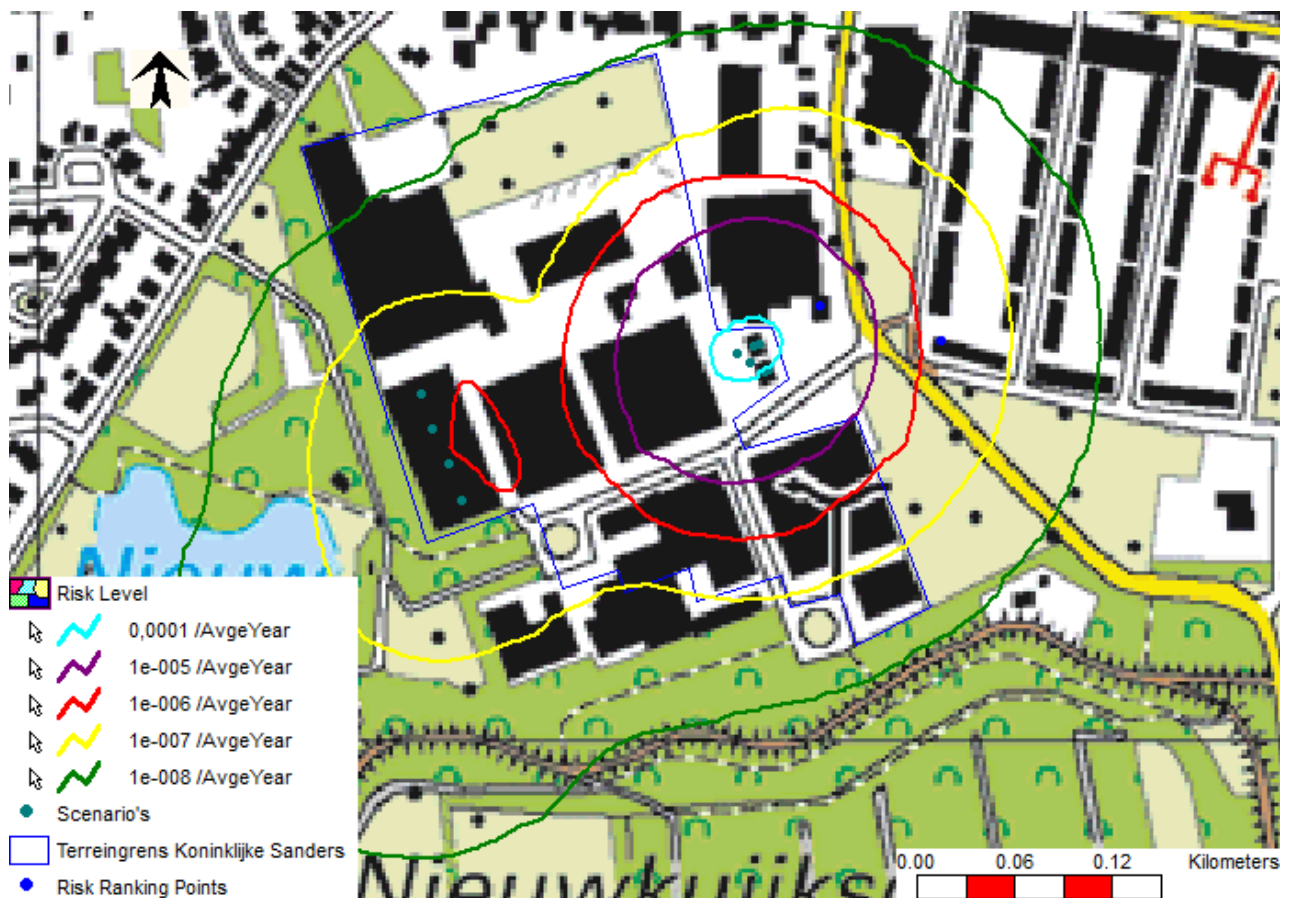 Risk Level
0,0001 /AvgeYear
1e-005 /AvgeYear
1e-006 /AvgeYear
1e-007 /AvgeYear
1e-008 /AvgeYear
Scenario's
Terreingrens Koninklijke Sanders
Risk Ranking Points
0.00 0.06 0.12 Kilometers